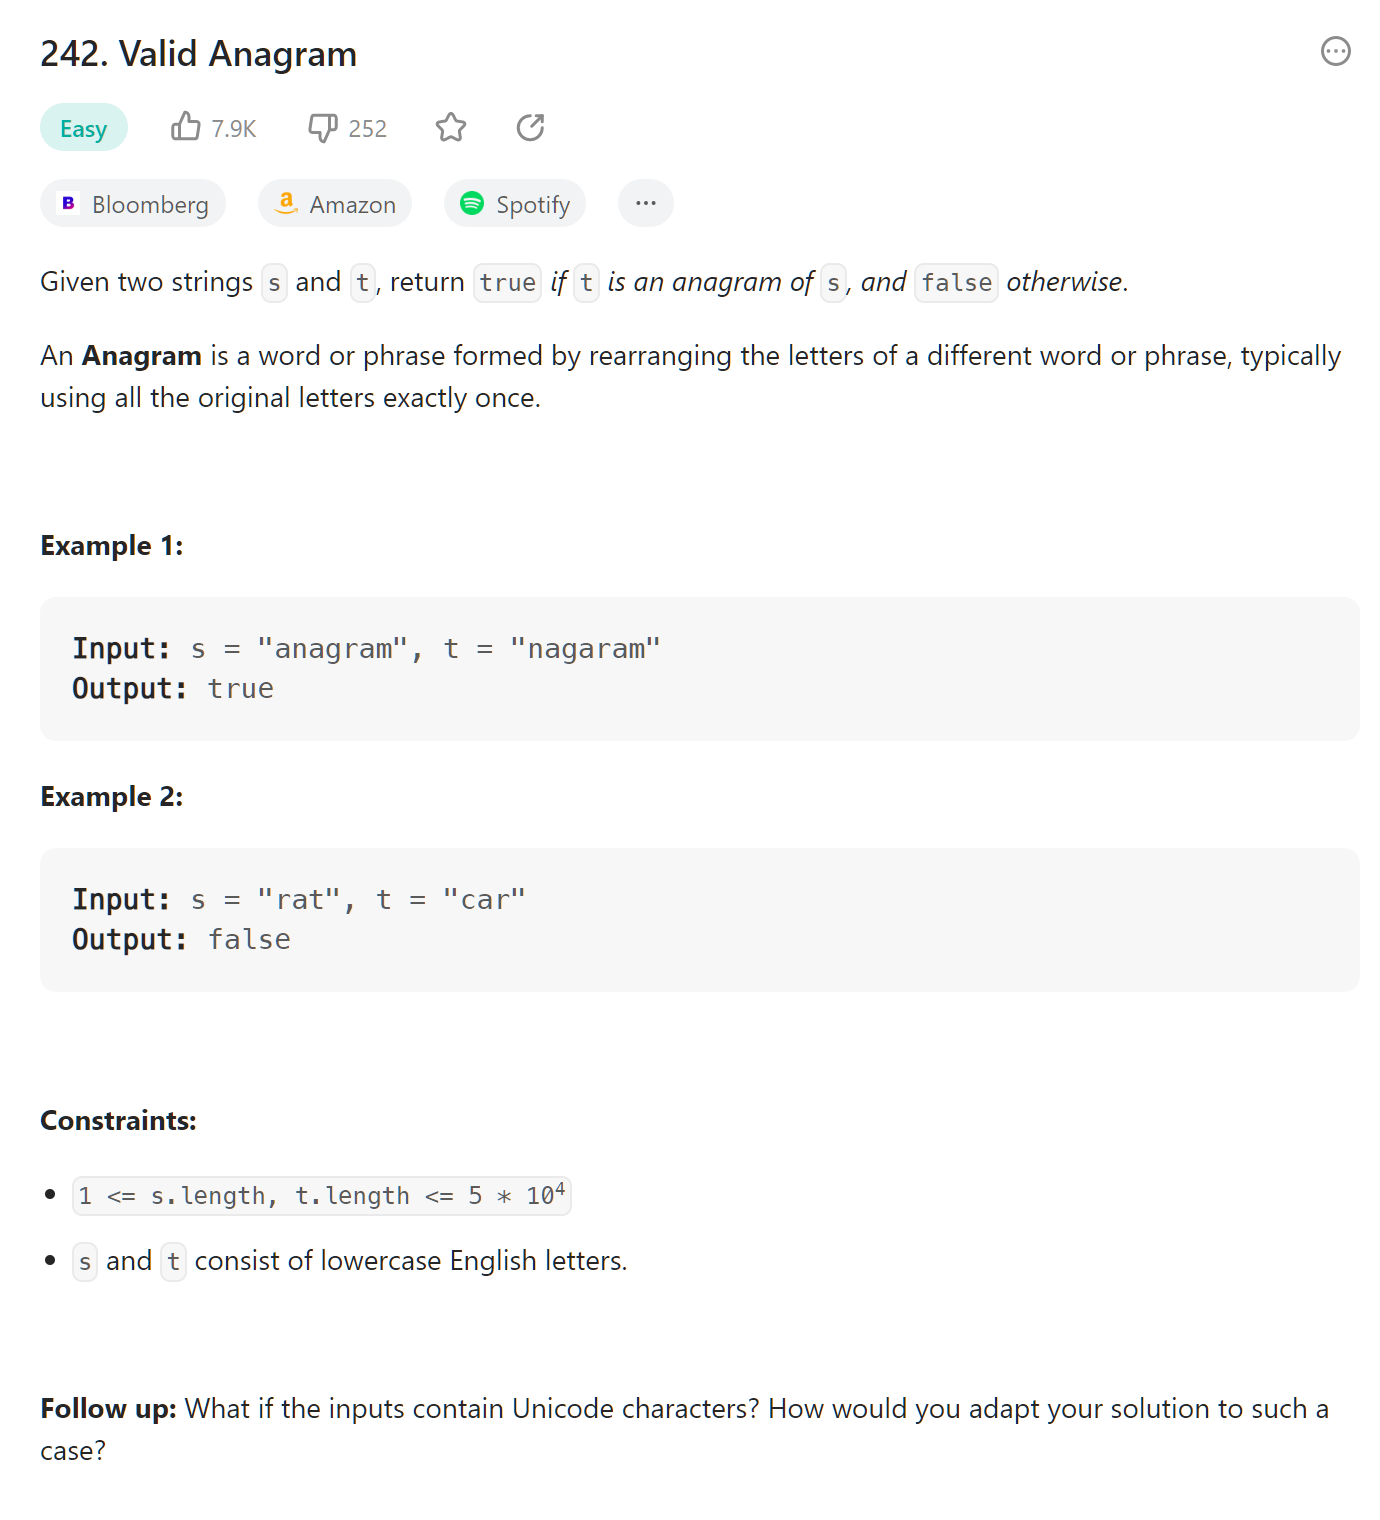 242. Valid Anagram
Easy 7.9K 252
B Bloomberg a Amazon Spotify ...
Given two strings s and t, return true if t is an anagram of s, and false otherwise.
An Anagram is a word or phrase formed by rearranging the letters of a different word or phrase, typically
using all the original letters exactly once.
Example 1:
Input: s = "anagram", t = "nagaram"
Output: true
Example 2:
Input: s = "rat", t = "car"
Output: false
Constraints:
• 1 <= s.length, t.length <= 5 * 10⁴
• s and t consist of lowercase English letters.
Follow up: What if the inputs contain Unicode characters? How would you adapt your solution to such a
case?